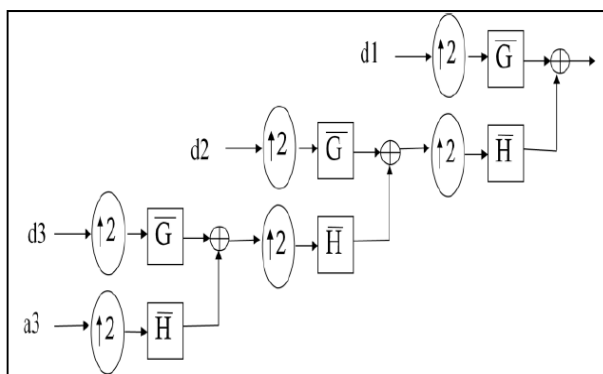 d1 ↑2 G̅
d2 ↑2 G̅ ↑2 H̅
d3 ↑2 G̅ ↑2 H̅
a3 ↑2 H̅